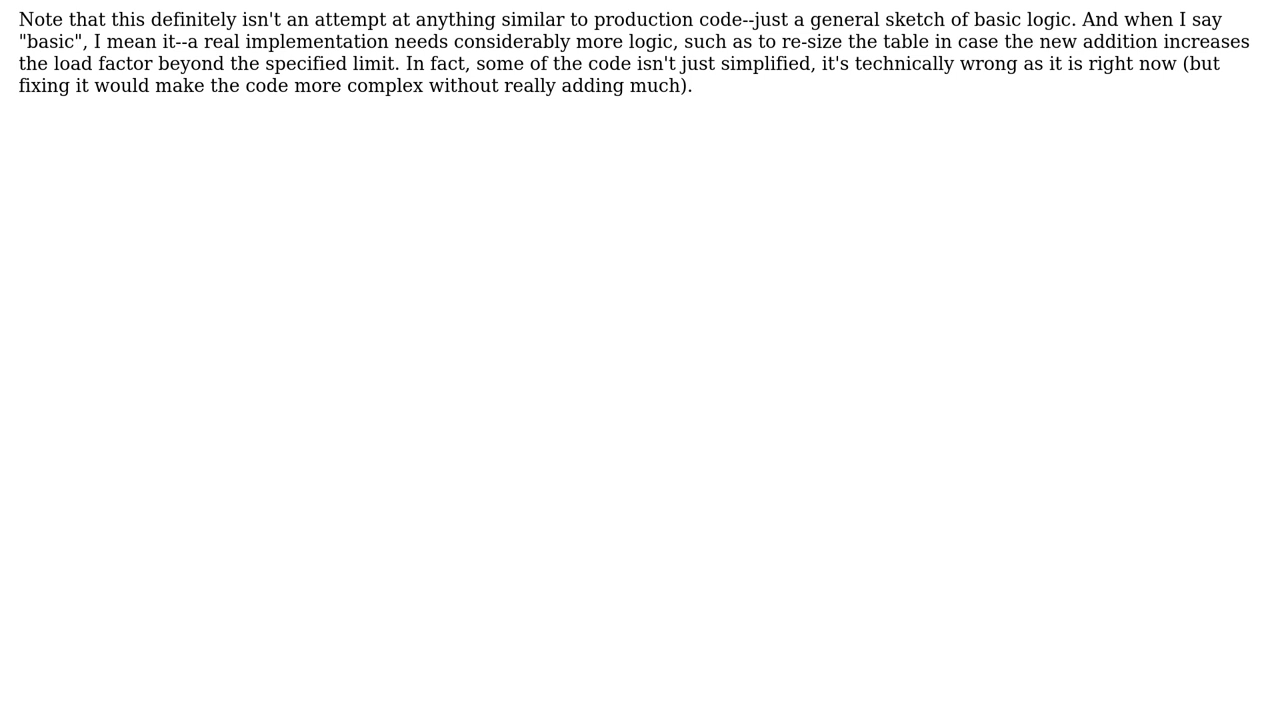 Note that this definitely isn't an attempt at anything similar to production code--just a general sketch of basic logic. And when I say
"basic", I mean it--a real implementation needs considerably more logic, such as to re-size the table in case the new addition increases
the load factor beyond the specified limit. In fact, some of the code isn't just simplified, it's technically wrong as it is right now (but
fixing it would make the code more complex without really adding much).